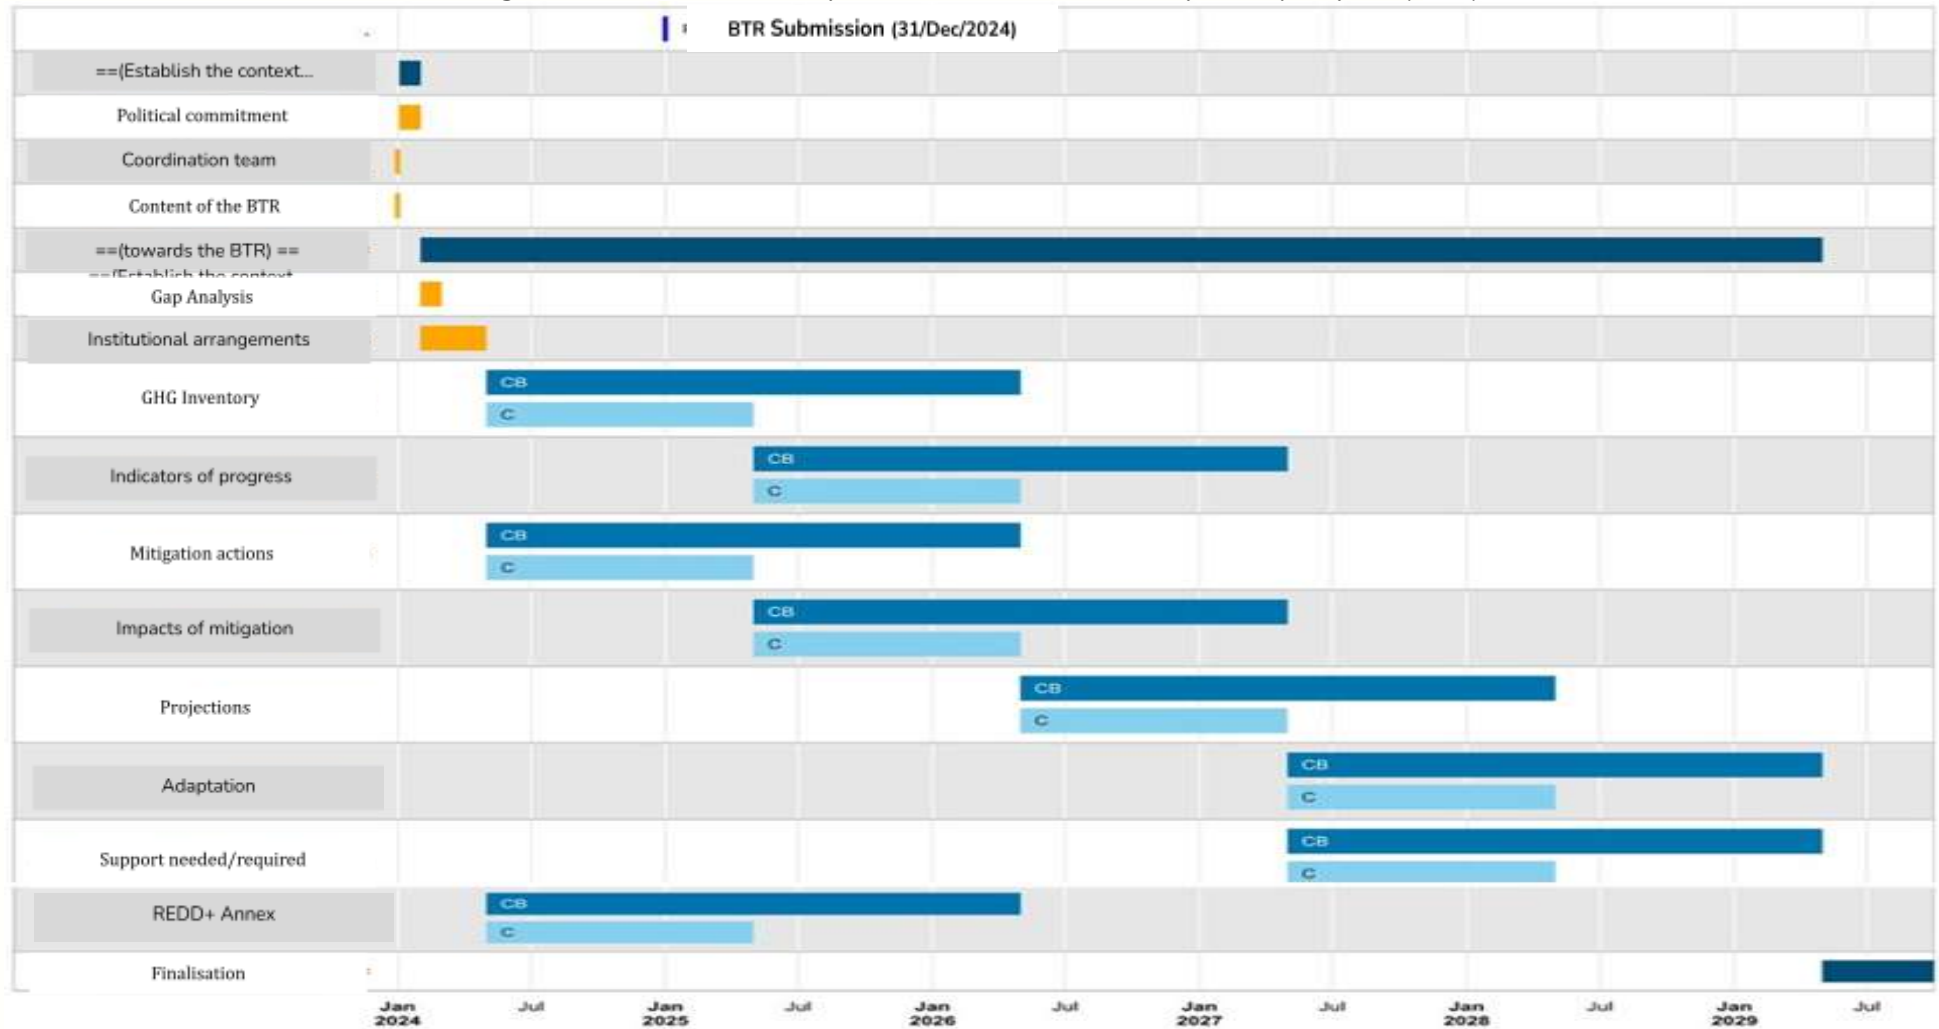 BTR Submission (31/Dec/2024)
==(Establish the context...
Political commitment
Coordination team
Content of the BTR
==(towards the BTR) ==
==(Establish the context
Gap Analysis
Institutional arrangements
CB
GHG Inventory
C
CB
Indicators of progress
C
CB
Mitigation actions
C
CB
Impacts of mitigation
C
CB
Projections
C
CB
Adaptation
C
CB
Support needed/required
C
CB
REDD+ Annex
C
Finalisation
Jan Jul Jan Jul Jan Jul Jan Jul Jan Jul Jan Jul
2024 2025 2026 2027 2028 2029